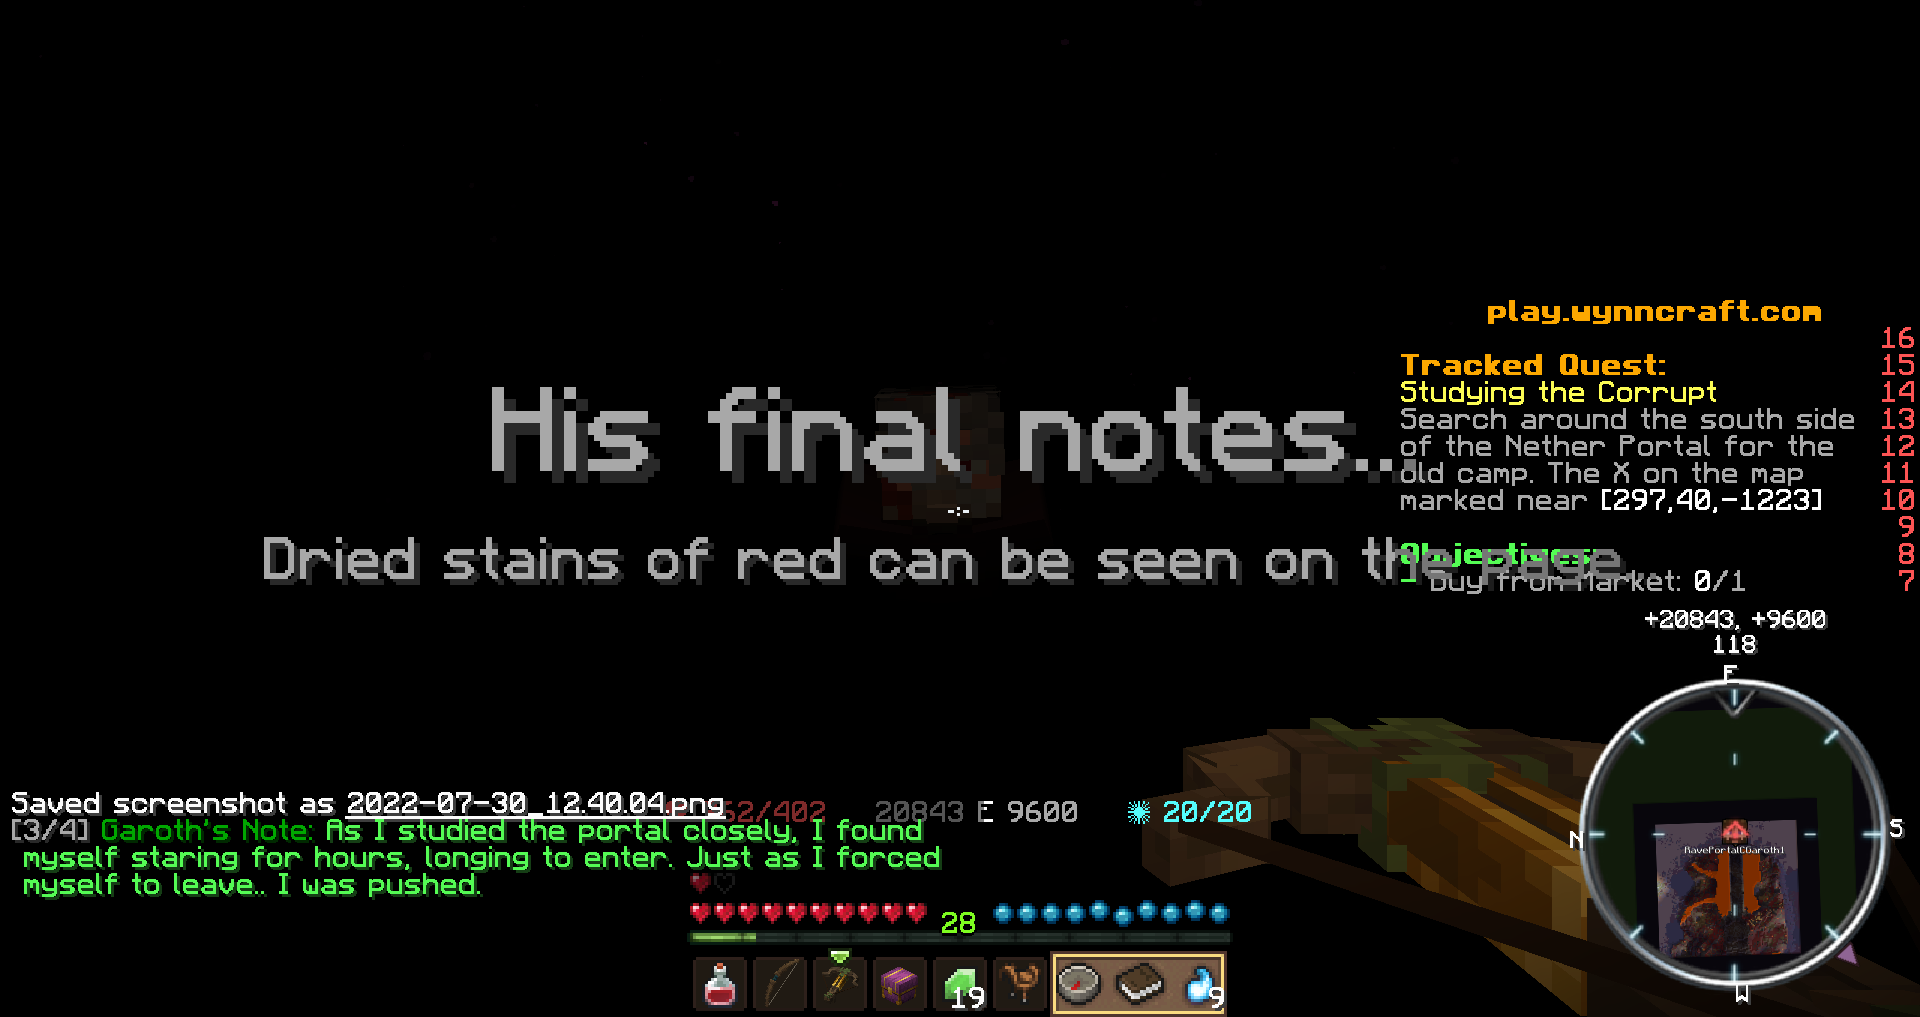 His final notes...
Dried stains of red can be seen on the page...
play.wynncraft.com
16
Tracked Quest: 15
Studying the Corrupt 14
Search around the south side 13
of the Nether Portal for the 12
old camp. The X on the map 11
marked near [297,40,-1223] 10
9
Objectives: 8
- Buy from Market: 0/1 7
+20843, +9600
118
E
N
S
W
RavePortalCGaroth1
Saved screenshot as 2022-07-30_12.40.04.png
[3/4] Garoth's Note: As I studied the portal closely, I found
myself staring for hours, longing to enter. Just as I forced
myself to leave.. I was pushed.
62/402 20843 E 9600 20/20
28
19
9